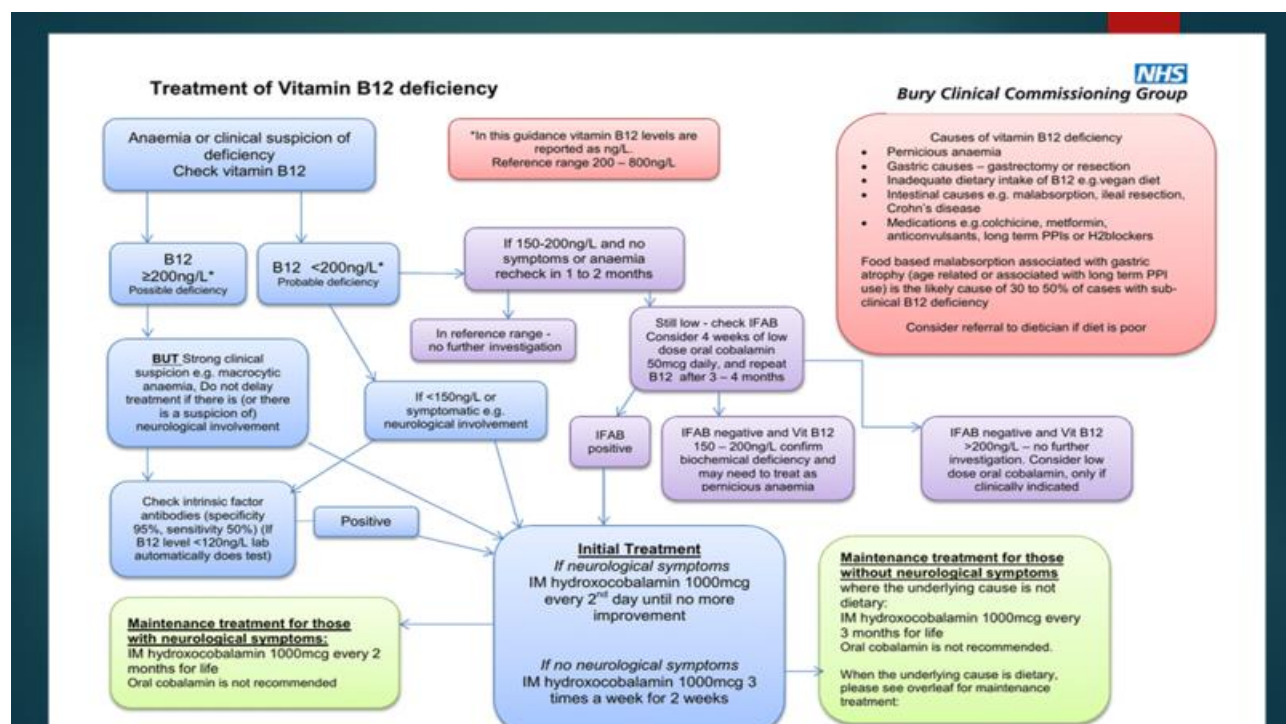 NHS
Treatment of Vitamin B12 deficiency
Bury Clinical Commissioning Group
Anaemia or clinical suspicion of
deficiency
Check vitamin B12
*In this guidance vitamin B12 levels are
reported as ng/L.
Reference range 200 – 800ng/L
Causes of vitamin B12 deficiency
• Pernicious anaemia
• Gastric causes – gastrectomy or resection
• Inadequate dietary intake of B12 e.g.vegan diet
• Intestinal causes e.g. malabsorption, ileal resection,
Crohn's disease
• Medications e.g.colchicine, metformin,
anticonvulsants, long term PPIs or H2blockers
Food based malabsorption associated with gastric
atrophy (age related or associated with long term PPI
use) is the likely cause of 30 to 50% of cases with sub-
clinical B12 deficiency
Consider referral to dietician if diet is poor
B12
≥200ng/L*
Possible deficiency
B12 <200ng/L*
Probable deficiency
If 150-200ng/L and no
symptoms or anaemia
recheck in 1 to 2 months
In reference range -
no further investigation
Still low - check IFAB
Consider 4 weeks of low
dose oral cobalamin
50mcg daily, and repeat
B12 after 3 – 4 months
BUT Strong clinical
suspicion e.g. macrocytic
anaemia, Do not delay
treatment if there is (or there
is a suspicion of)
neurological involvement
If <150ng/L or
symptomatic e.g.
neurological involvement
IFAB
positive
IFAB negative and Vit B12
150 – 200ng/L confirm
biochemical deficiency and
may need to treat as
pernicious anaemia
IFAB negative and Vit B12
>200ng/L – no further
investigation. Consider low
dose oral cobalamin, only if
clinically indicated
Check intrinsic factor
antibodies (specificity
95%, sensitivity 50%) (If
B12 level <120ng/L lab
automatically does test)
Positive
Initial Treatment
If neurological symptoms
IM hydroxocobalamin 1000mcg
every 2nd day until no more
improvement
If no neurological symptoms
IM hydroxocobalamin 1000mcg 3
times a week for 2 weeks
Maintenance treatment for those
with neurological symptoms:
IM hydroxocobalamin 1000mcg every 2
months for life
Oral cobalamin is not recommended
Maintenance treatment for those
without neurological symptoms
where the underlying cause is not
dietary:
IM hydroxocobalamin 1000mcg every
3 months for life
Oral cobalamin is not recommended.
When the underlying cause is dietary,
please see overleaf for maintenance
treatment: